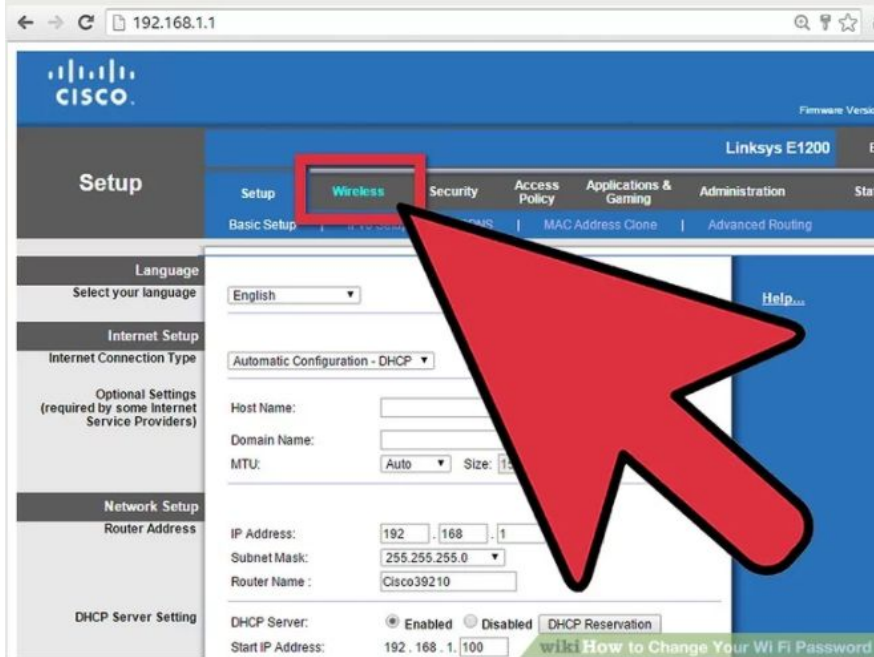 192.168.1.1
CISCO
Firmware
Linksys E1200
Setup
Setup Wireless Security Access Policy Applications & Gaming Administration
Basic Setup | | MAC Address Clone | Advanced Routing
Language
Select your language English
Help...
Internet Setup
Internet Connection Type Automatic Configuration - DHCP
Optional Settings
(required by some Internet
Service Providers)
Host Name:
Domain Name:
MTU: Auto Size:
Network Setup
Router Address
IP Address: 192 . 168 . 1
Subnet Mask: 255.255.255.0
Router Name : Cisco39210
DHCP Server Setting DHCP Server: Enabled Disabled DHCP Reservation
Start IP Address: 192 . 168 . 1. 100
wikiHow to Change Your Wi Fi Password